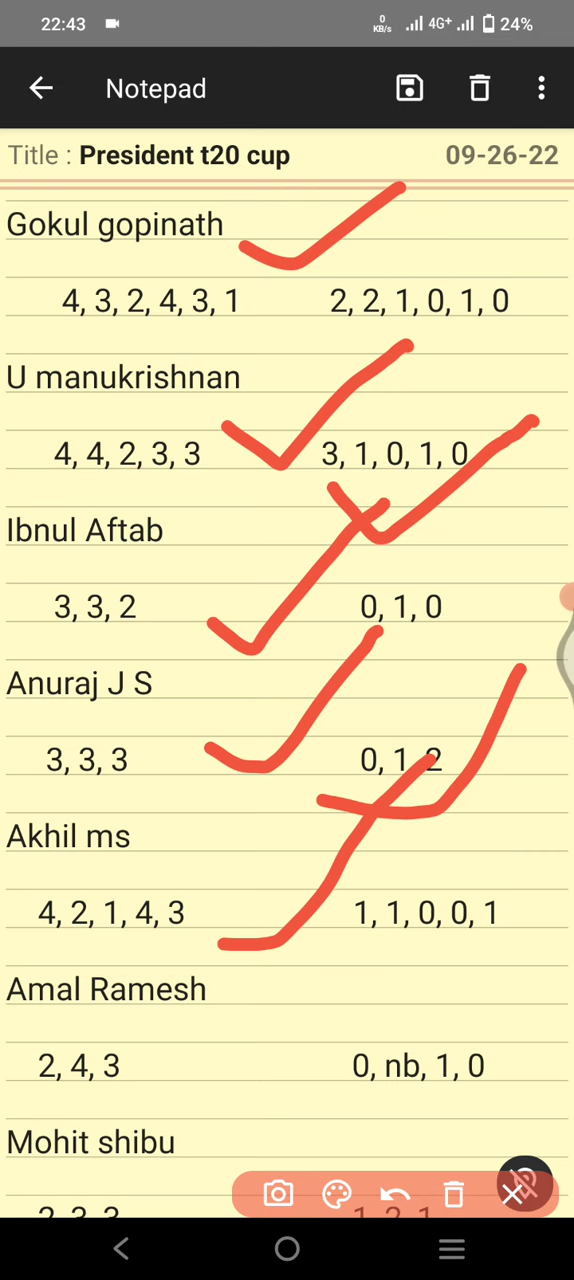 22:43 0 KB/s 4G+ 24%
Notepad
Title : President t20 cup 09-26-22
Gokul gopinath
4, 3, 2, 4, 3, 1 2, 2, 1, 0, 1, 0
U manukrishnan
4, 4, 2, 3, 3 3, 1, 0, 1, 0
Ibnul Aftab
3, 3, 2 0, 1, 0
Anuraj J S
3, 3, 3 0, 1 2
Akhil ms
4, 2, 1, 4, 3 1, 1, 0, 0, 1
Amal Ramesh
2, 4, 3 0, nb, 1, 0
Mohit shibu